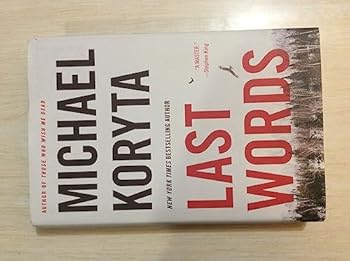 AUTHOR OF THOSE WHO WISH ME DEAD
MICHAEL
KORYTA
NEW YORK TIMES BESTSELLING AUTHOR
"A MASTER."
—Stephen King
LAST
WORDS